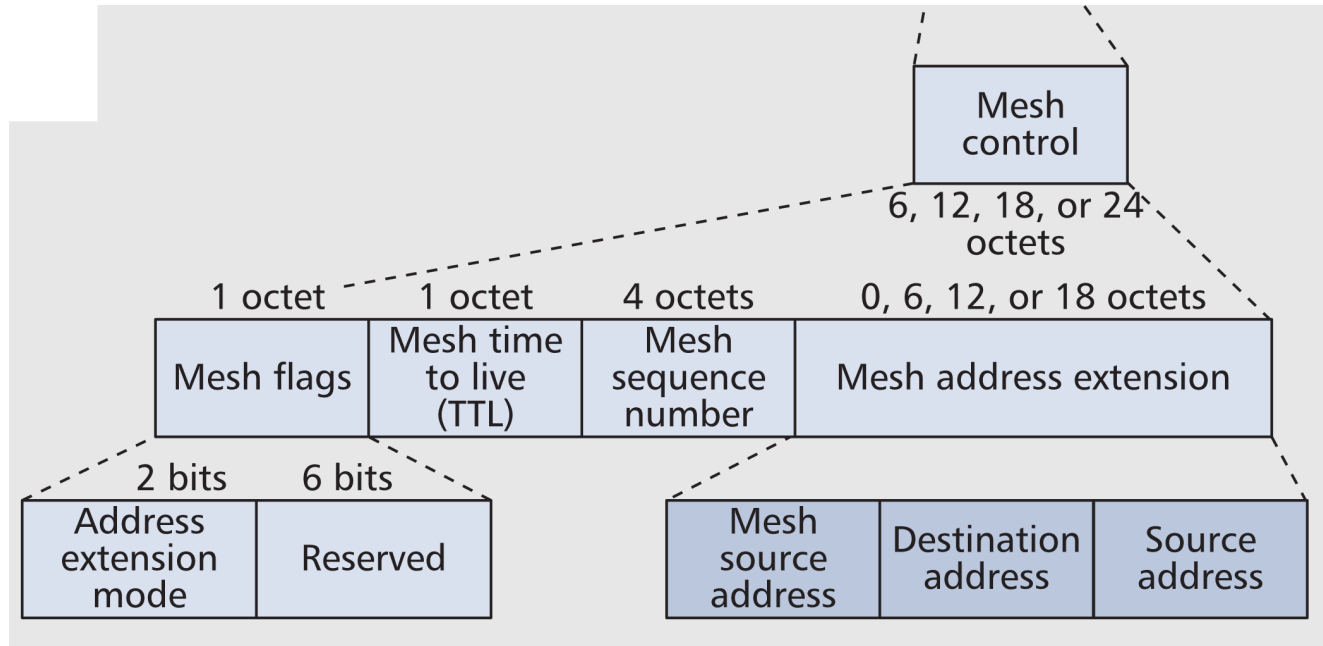 Mesh
control
6, 12, 18, or 24
octets
1 octet
1 octet
4 octets
0, 6, 12, or 18 octets
Mesh flags
Mesh time
to live
(TTL)
Mesh
sequence
number
Mesh address extension
2 bits
6 bits
Address
extension
mode
Reserved
Mesh
source
address
Destination
address
Source
address